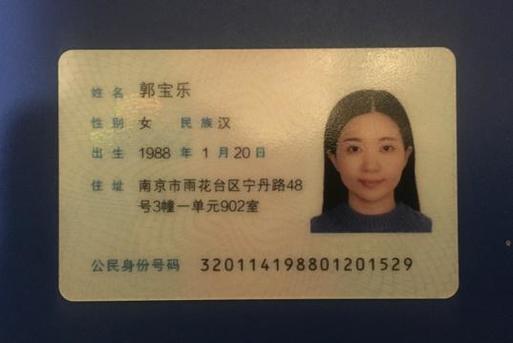 姓名 郭宝乐
性别 女 民族 汉
出生 1988 年 1 月 20 日
住址 南京市雨花台区宁丹路48
号3幢一单元902室
公民身份号码 320114198801201529